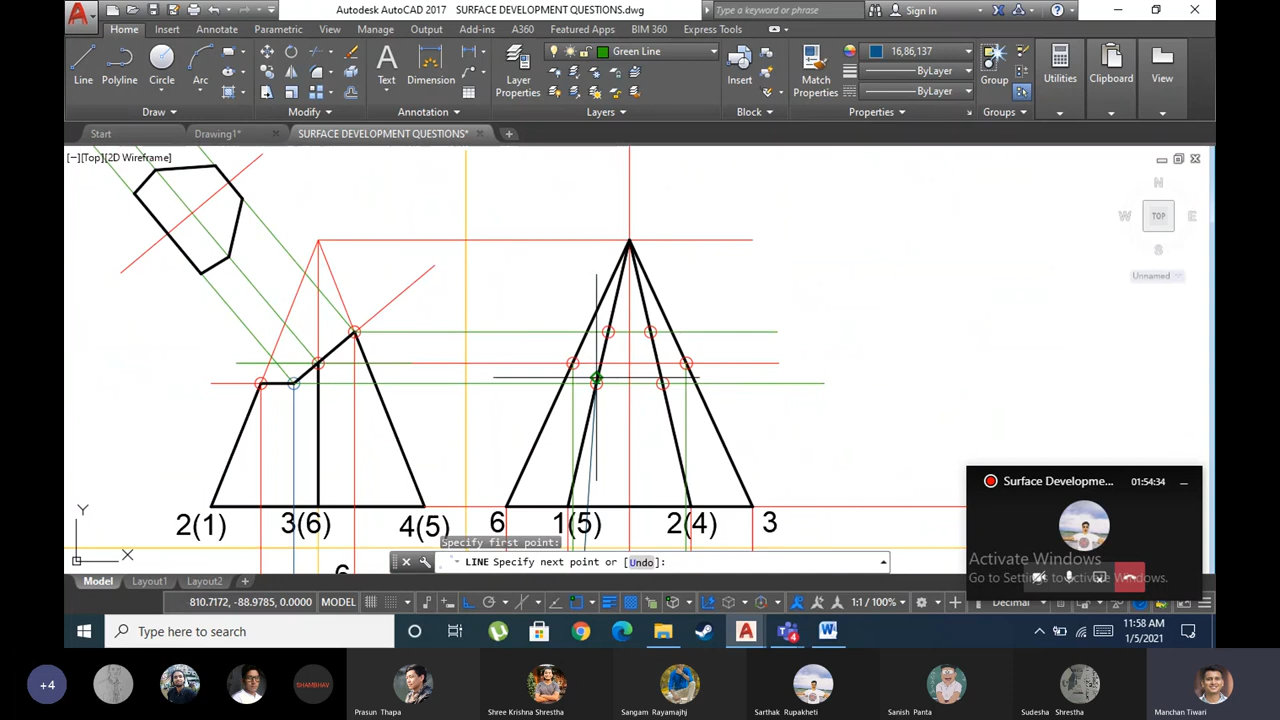 Autodesk AutoCAD 2017 SURFACE DEVELOPMENT QUESTIONS.dwg
Type a keyword or phrase
Sign In
Home Insert Annotate Parametric View Manage Output Add-ins A360 Featured Apps BIM 360 Express Tools
Green Line
16,86,137
ByLayer
ByLayer
Line Polyline Circle Arc Text Dimension Layer Properties Insert Match Properties Group Utilities Clipboard View
Draw Modify Annotation Layers Block Properties Groups
Start Drawing1* SURFACE DEVELOPMENT QUESTIONS*
[−][Top][2D Wireframe]
N
W TOP E
S
Unnamed
2(1) 3(6) 4(5) 6 1(5) 2(4) 3
6
Y
X
Specify first point:
LINE Specify next point or [Undo]:
Surface Developme... 01:54:34
Activate Windows
Go to Settings to activate Windows.
Model Layout1 Layout2
810.7172, -88.9785, 0.0000 MODEL 1:1 / 100% Decimal
Type here to search
11:58 AM
1/5/2021
+4
SHAMBHAV
Prasun Thapa
Shree Krishna Shrestha
Sangam Rayamajhi
Sarthak Rupakheti
Sanish Panta
Sudesha Shrestha
Manchan Tiwari